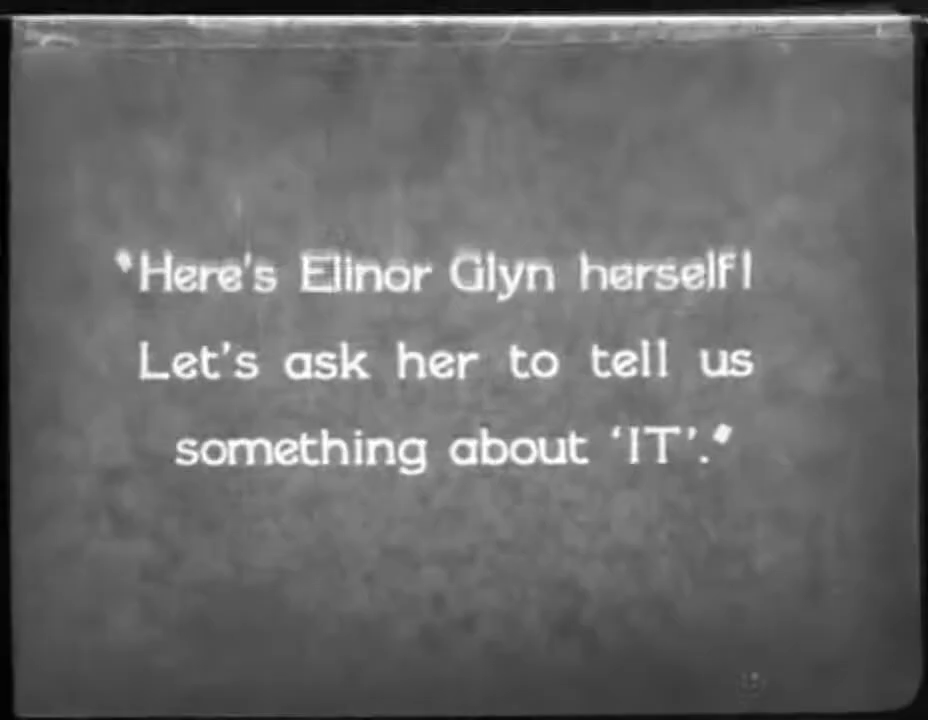 "Here's Elinor Glyn herself!
Let's ask her to tell us
something about 'IT'."